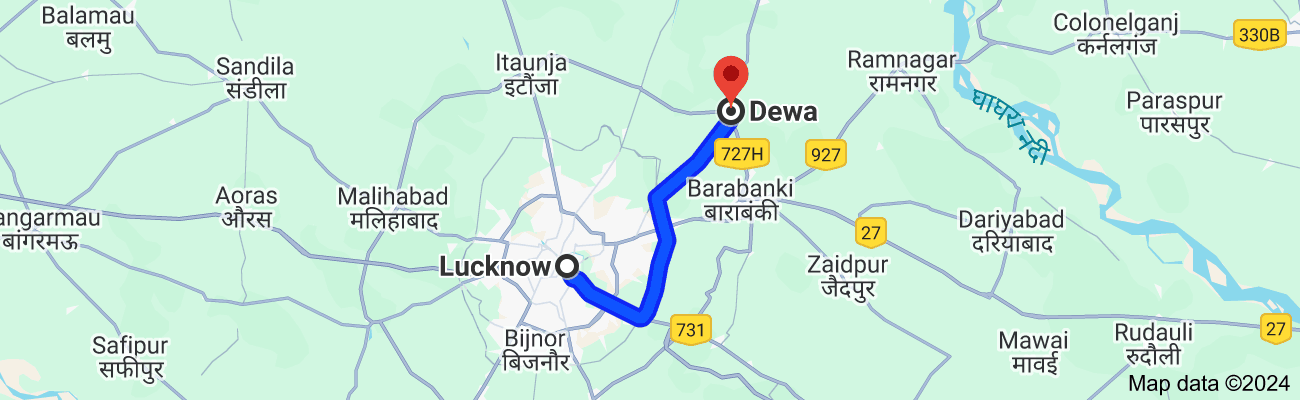 Balamau
बलमु
Sandila
संडीला
Itaunja
इटौंजा
Dewa
727H
927
Ramnagar
रामनगर
Colonelganj
कर्नलगंज
330B
Paraspur
पारसपुर
घाघरा नदी
Aoras
औरस
Malihabad
मलिहाबाद
angarmau
बांगरमऊ
Barabanki
बाराबंकी
27
Dariyabad
दरियाबाद
Lucknow
Zaidpur
जैदपुर
731
Bijnor
बिजनौर
Safipur
सफीपुर
Mawai
मावई
Rudauli
रुदौली
27
Map data ©2024